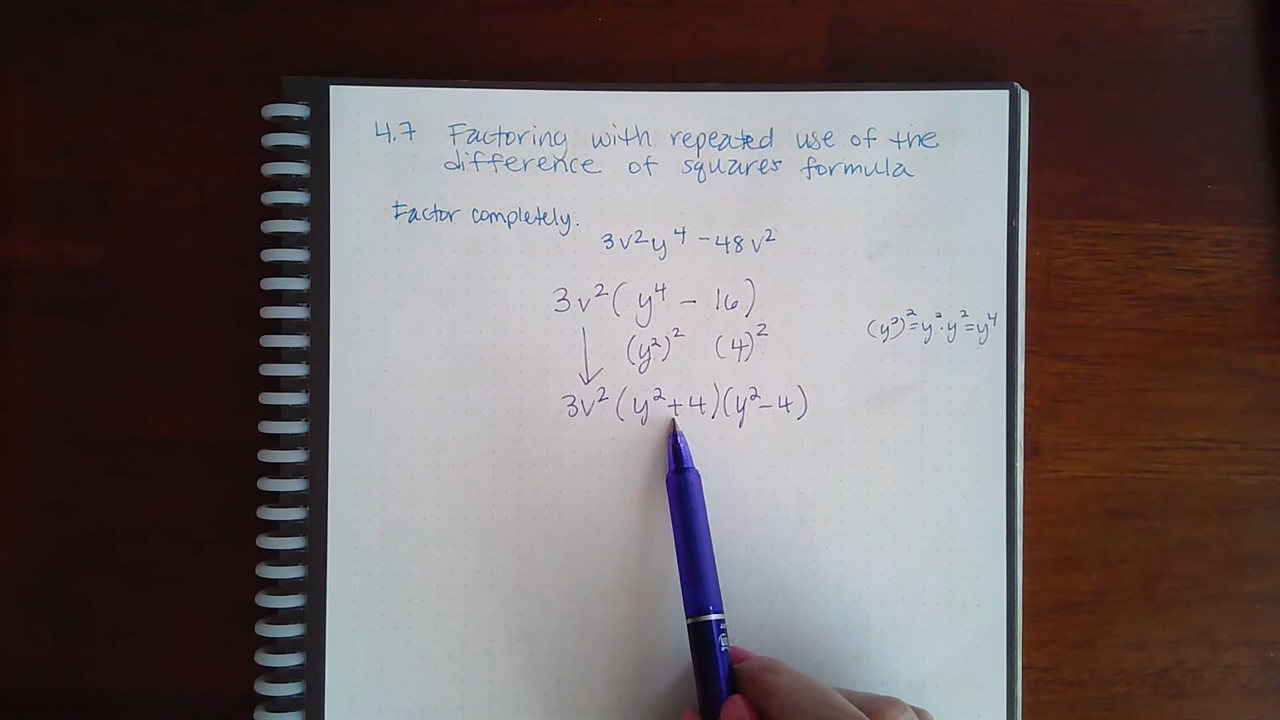 4.7 Factoring with repeated use of the
difference of squares formula
Factor completely.
3v²y⁴ - 48v²
3v²(y⁴ - 16)
(y²)² (4)²
(y²)² = y² · y² = y⁴
3v²(y² + 4)(y² - 4)